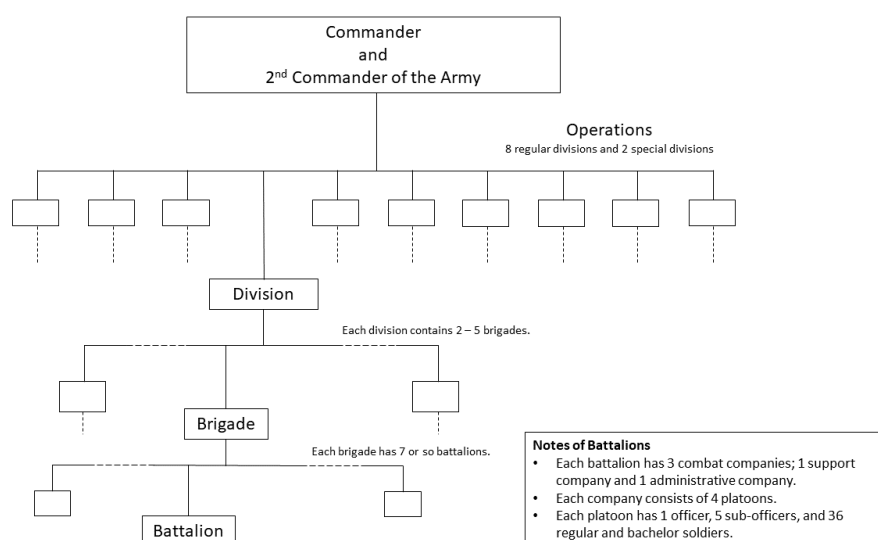 Commander
and
2nd Commander of the Army
Operations
8 regular divisions and 2 special divisions
Division
Each division contains 2 – 5 brigades.
Brigade
Each brigade has 7 or so battalions.
Battalion
Notes of Battalions
• Each battalion has 3 combat companies; 1 support
company and 1 administrative company.
• Each company consists of 4 platoons.
• Each platoon has 1 officer, 5 sub-officers, and 36
regular and bachelor soldiers.